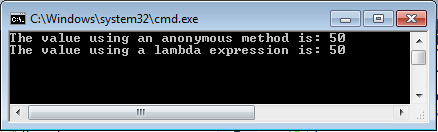 C:\Windows\system32\cmd.exe
The value using an anonymous method is: 50
The value using a lambda expression is: 50